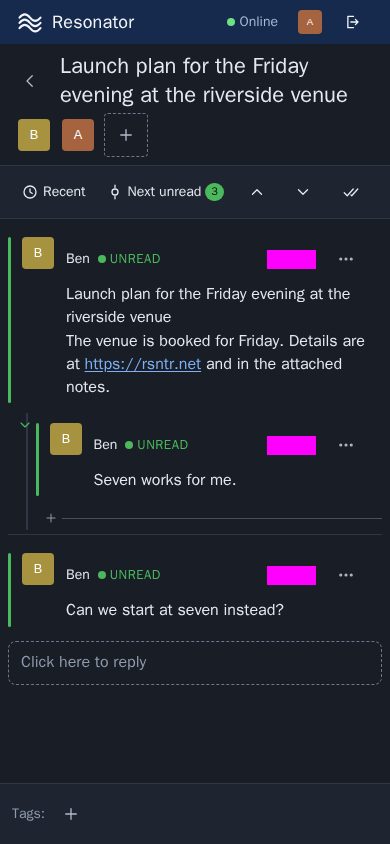 Resonator
Online
A
Launch plan for the Friday
evening at the riverside venue
B
A
Recent
Next unread 3
B
Ben
UNREAD
Launch plan for the Friday evening at the
riverside venue
The venue is booked for Friday. Details are
at https://rsntr.net and in the attached
notes.
B
Ben
UNREAD
Seven works for me.
B
Ben
UNREAD
Can we start at seven instead?
Click here to reply
Tags: